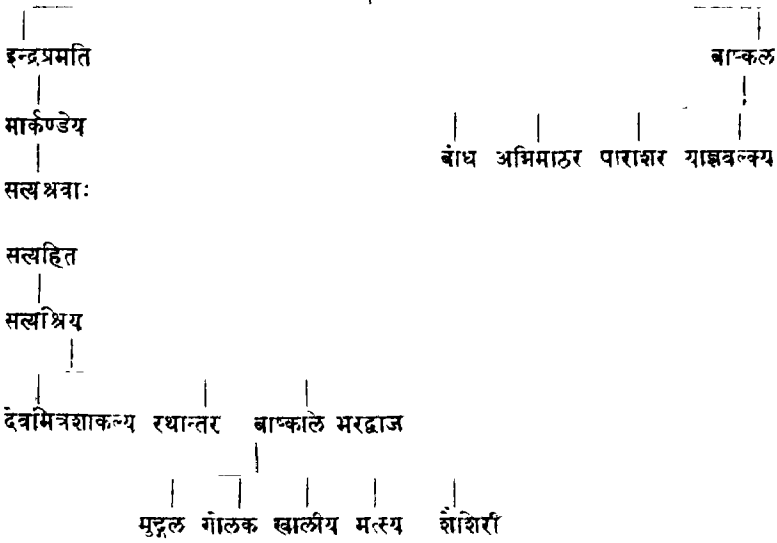 इन्द्रप्रमति बाष्कल
मार्कण्डेय
बोध अभिमाठर पाराशर याज्ञवल्क्य
सत्यश्रवाः
सत्यहित
सत्यश्रिय
देवमित्रशाकल्य रथान्तर बाष्कलि भरद्वाज
मुद्गल गोलक खालीय मत्स्य शैशिरी